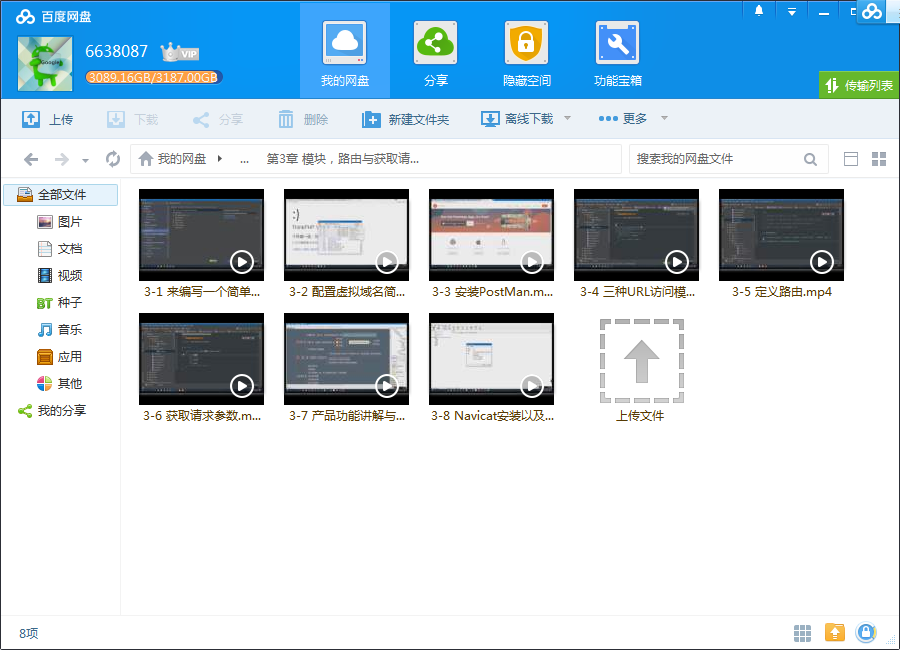 百度网盘
6638087 VIP
3089.16GB/3187.00GB
我的网盘
分享
隐藏空间
功能宝箱
传输列表
上传
下载
分享
删除
新建文件夹
离线下载
更多
我的网盘
...
第3章 模块，路由与获取请...
搜索我的网盘文件
全部文件
图片
文档
视频
BT 种子
音乐
应用
其他
我的分享
3-1 来编写一个简单...
3-2 配置虚拟域名简...
3-3 安装PostMan.m...
3-4 三种URL访问模...
3-5 定义路由.mp4
3-6 获取请求参数.m...
3-7 产品功能讲解与...
3-8 Navicat安装以及...
上传文件
8项